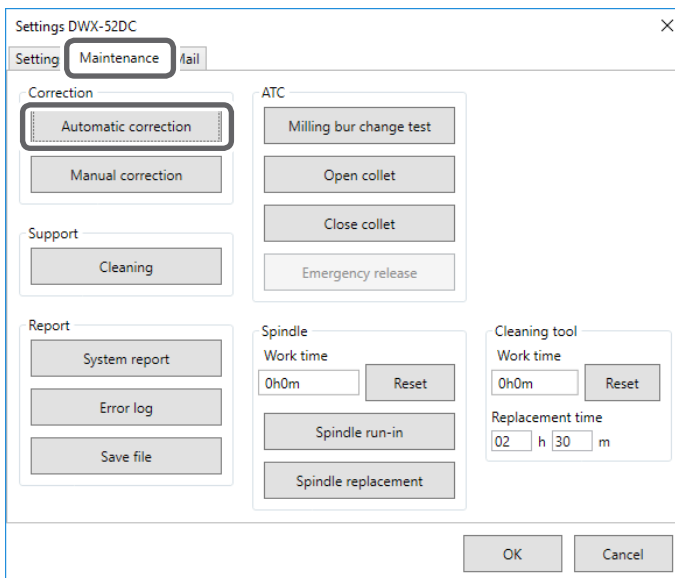 Settings DWX-52DC
Setting Maintenance Mail
Correction
Automatic correction
Manual correction
Support
Cleaning
Report
System report
Error log
Save file
ATC
Milling bur change test
Open collet
Close collet
Emergency release
Spindle
Work time
0h0m Reset
Spindle run-in
Spindle replacement
Cleaning tool
Work time
0h0m Reset
Replacement time
02 h 30 m
OK Cancel